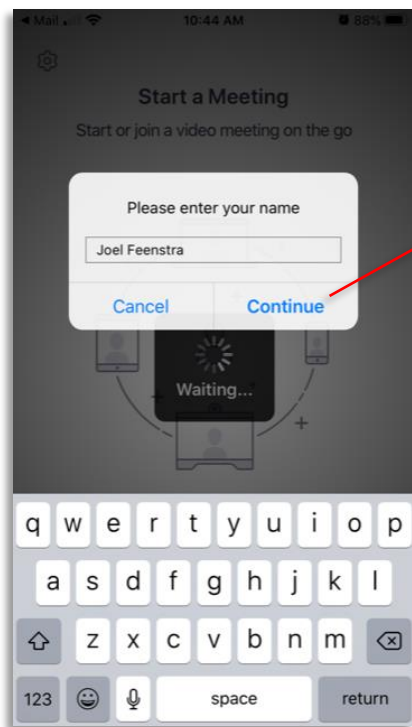 Mail
10:44 AM
88%
Start a Meeting
Start or join a video meeting on the go
Please enter your name
Joel Feenstra
Cancel
Continue
Waiting...
q w e r t y u i o p
a s d f g h j k l
z x c v b n m
123
space
return